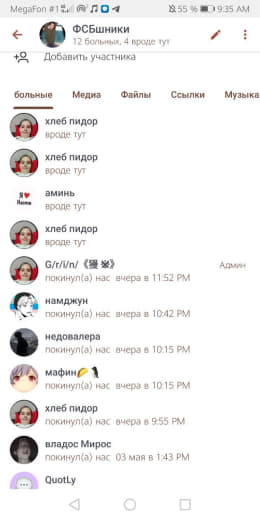 MegaFon #1 55 % 9:35 AM
ФСБшники
12 больных, 4 вроде тут
Добавить участника
больные Медиа Файлы Ссылки Музыка
хлеб пидор
вроде тут
хлеб пидор
вроде тут
Я ❤
Настю
аминь
вроде тут
хлеб пидор
вроде тут
Админ
покинул(а) нас вчера в 11:52 PM
намджун
покинул(а) нас вчера в 10:42 PM
недовалера
покинул(а) нас вчера в 10:15 PM
мафин🌮🐧
покинул(а) нас вчера в 10:15 PM
хлеб пидор
покинул(а) нас вчера в 9:55 PM
владос Мирос
покинул(а) нас 03 мая в 1:43 PM
QuotLy